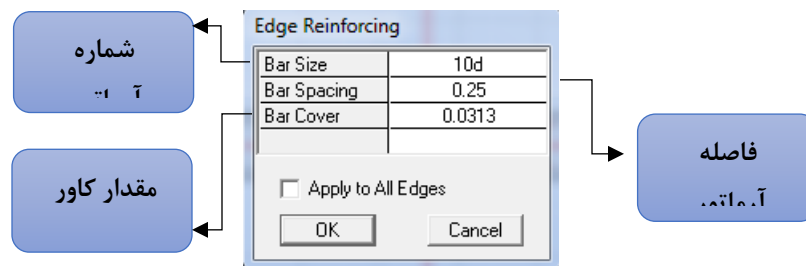 Edge Reinforcing
شماره
Bar Size 10d
Bar Spacing 0.25
Bar Cover 0.0313
فاصله
مقدار کاور
Apply to All Edges
OK Cancel